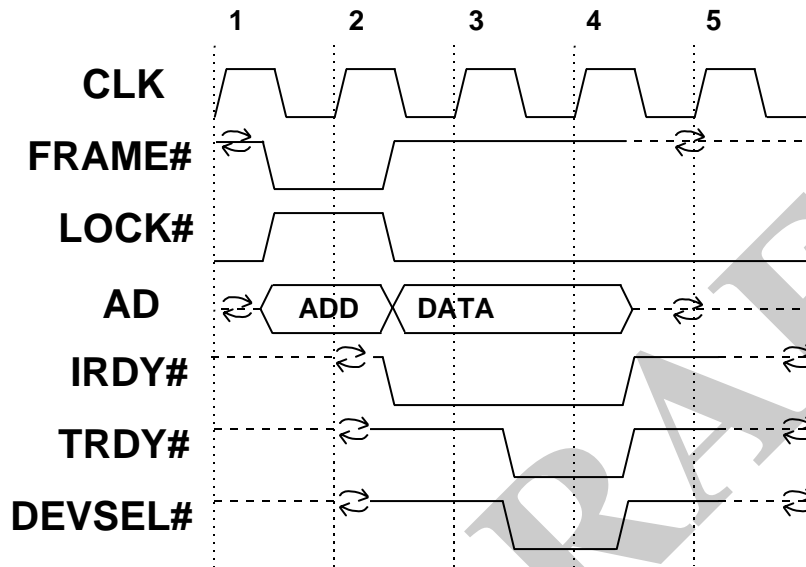 1 2 3 4 5
CLK
FRAME#
LOCK#
AD ADD DATA
IRDY#
TRDY#
DEVSEL#